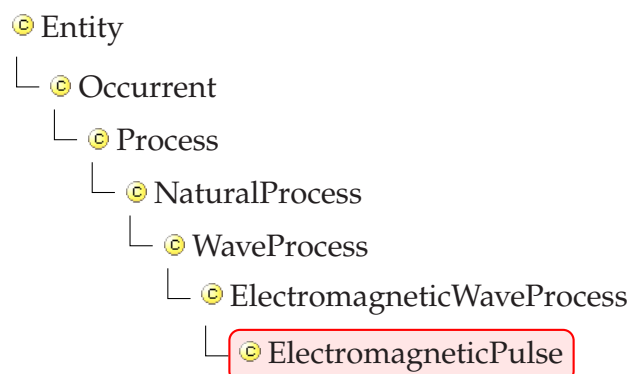 © Entity
© Occurrent
© Process
© NaturalProcess
© WaveProcess
© ElectromagneticWaveProcess
© ElectromagneticPulse